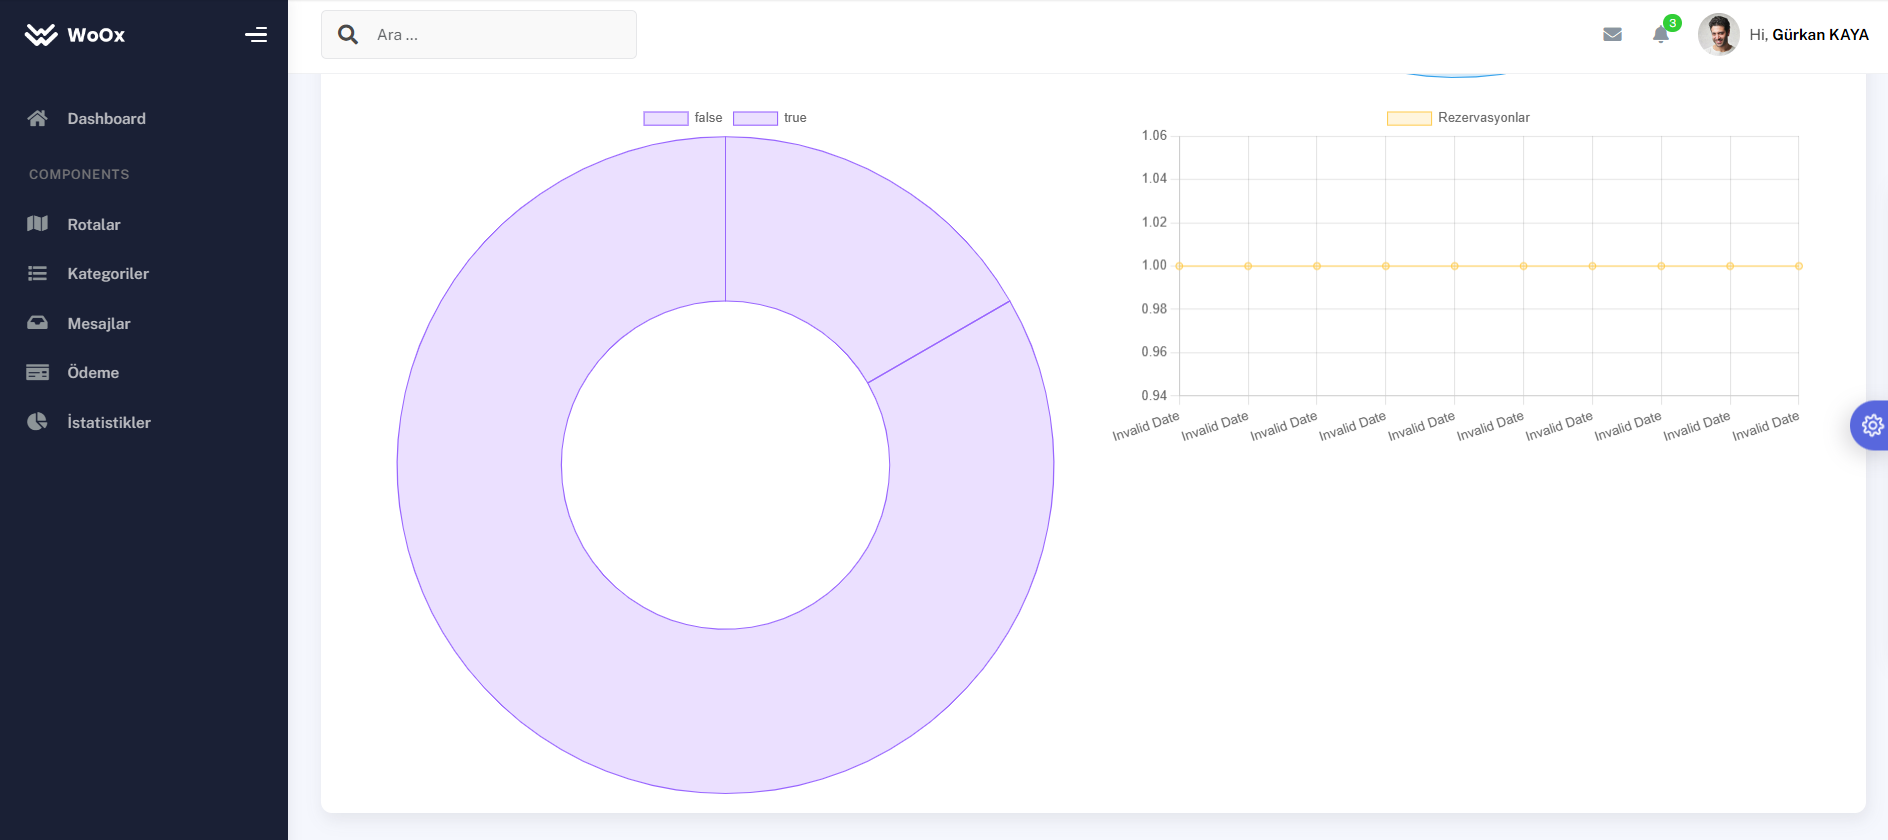 WoOx
Ara ...
3
Hi, Gürkan KAYA
Dashboard
COMPONENTS
Rotalar
Kategoriler
Mesajlar
Ödeme
İstatistikler
false
true
Rezervasyonlar
1.06
1.04
1.02
1.00
0.98
0.96
0.94
Invalid Date
Invalid Date
Invalid Date
Invalid Date
Invalid Date
Invalid Date
Invalid Date
Invalid Date
Invalid Date
Invalid Date